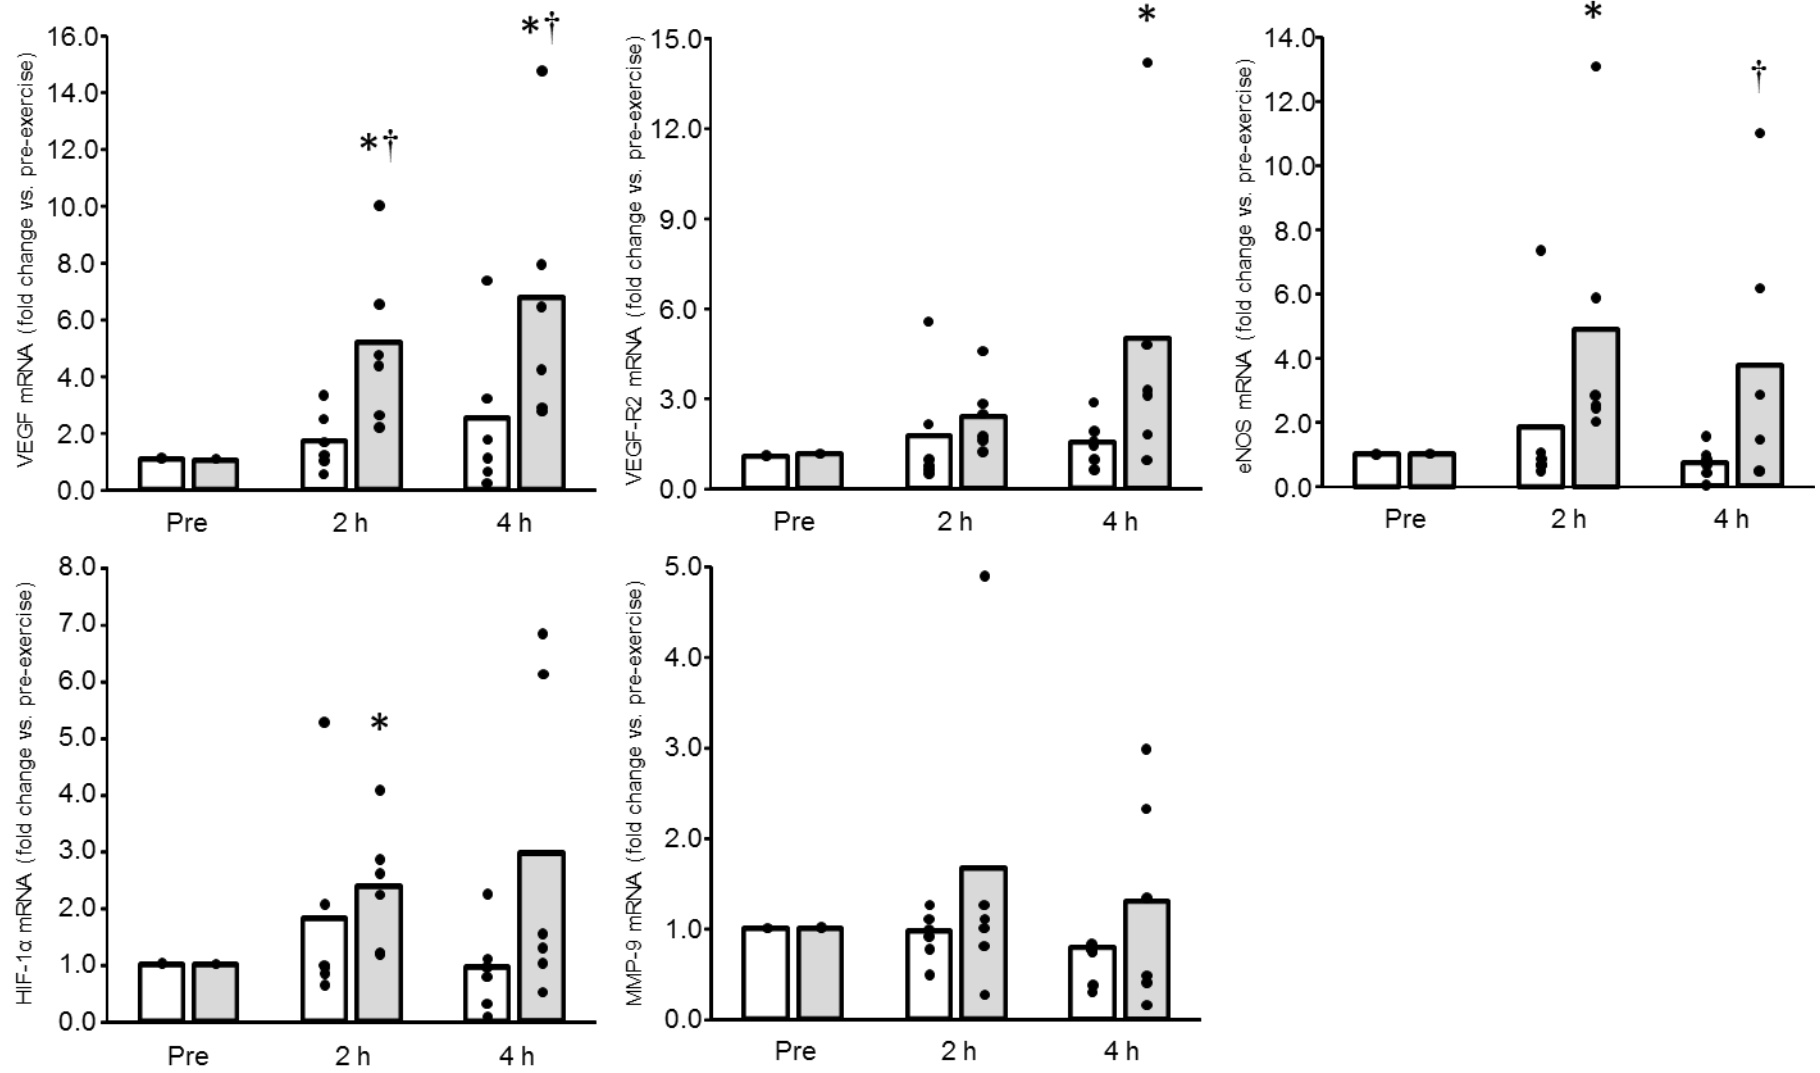 VEGF mRNA (fold change vs. pre-exercise)
16.0
14.0
12.0
10.0
8.0
6.0
4.0
2.0
0.0
*†
*†
Pre
2 h
4 h
VEGF-R2 mRNA (fold change vs. pre-exercise)
15.0
12.0
9.0
6.0
3.0
0.0
*
Pre
2 h
4 h
eNOS mRNA (fold change vs. pre-exercise)
14.0
12.0
10.0
8.0
6.0
4.0
2.0
0.0
*
†
Pre
2 h
4 h
HIF-1α mRNA (fold change vs. pre-exercise)
8.0
7.0
6.0
5.0
4.0
3.0
2.0
1.0
0.0
*
Pre
2 h
4 h
MMP-9 mRNA (fold change vs. pre-exercise)
5.0
4.0
3.0
2.0
1.0
0.0
Pre
2 h
4 h